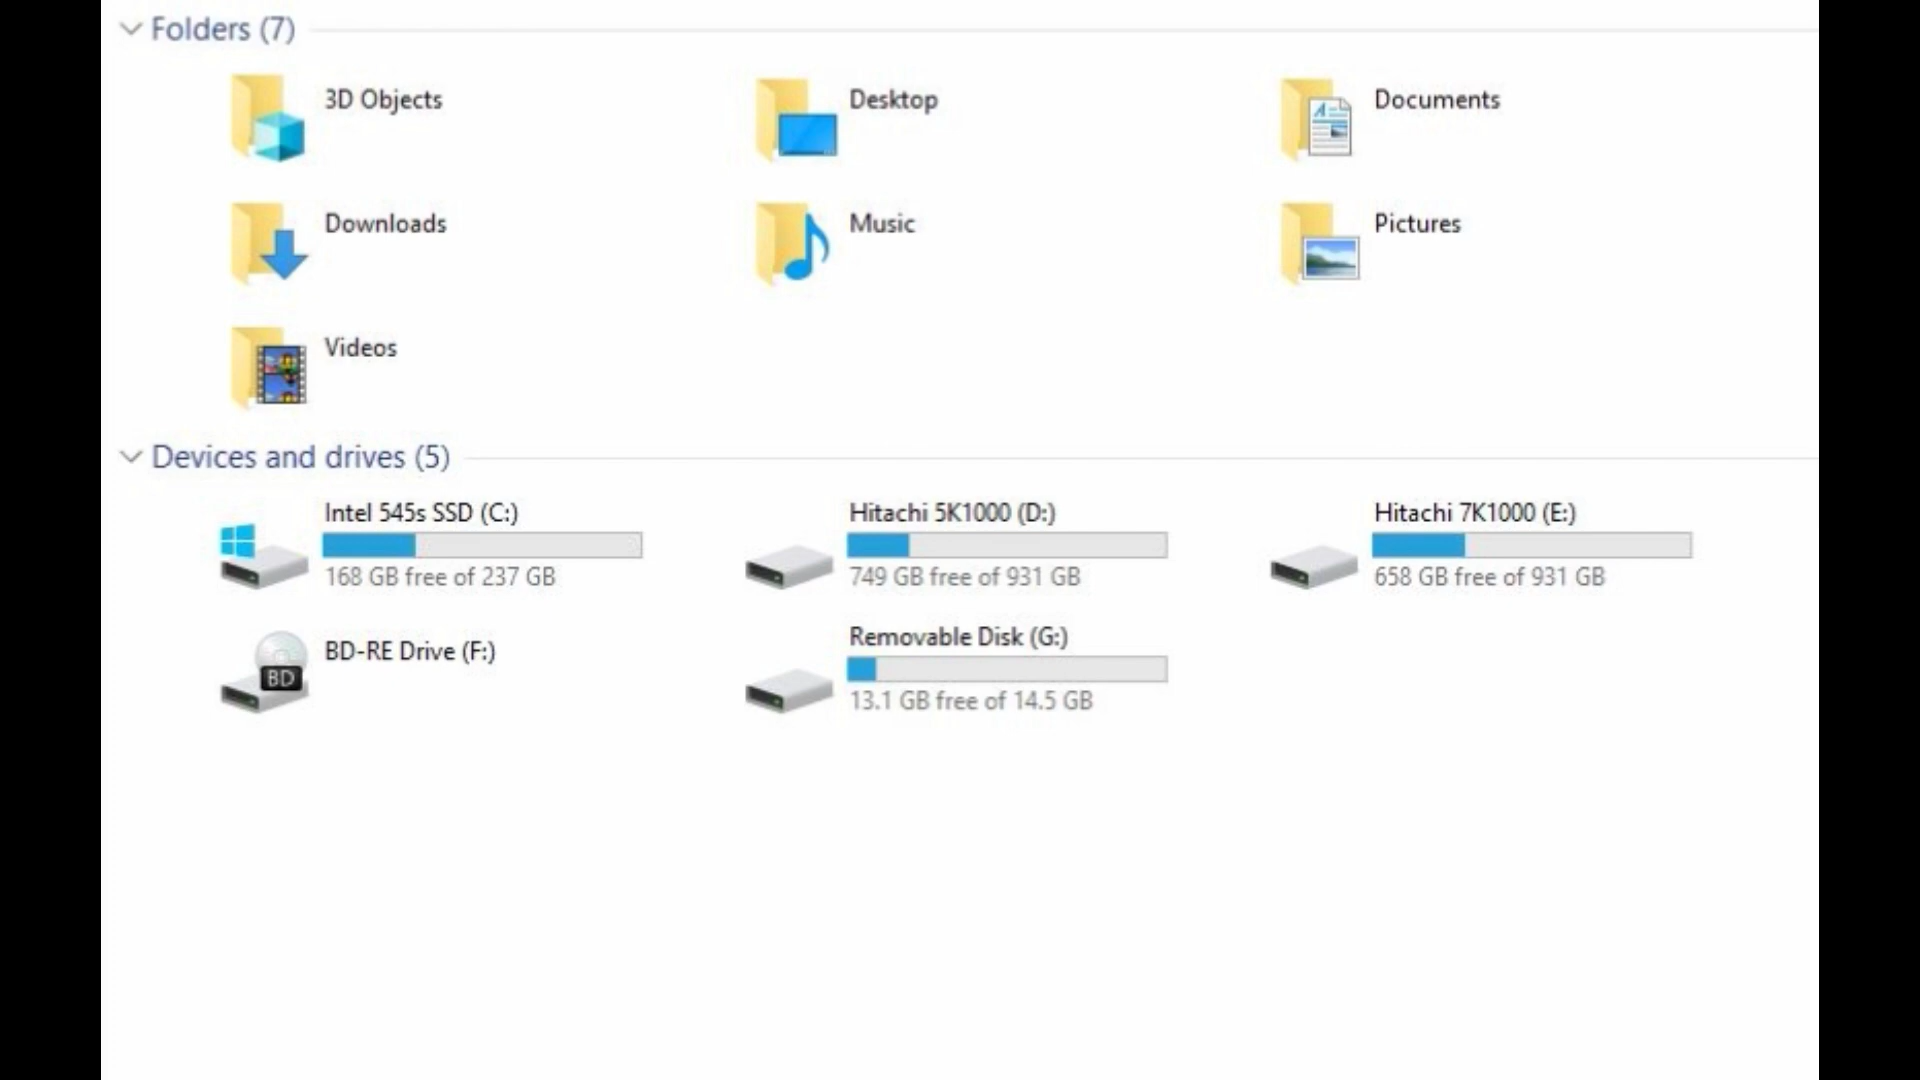 Folders (7)
3D Objects
Desktop
Documents
Downloads
Music
Pictures
Videos
Devices and drives (5)
Intel 545s SSD (C:)
168 GB free of 237 GB
Hitachi 5K1000 (D:)
749 GB free of 931 GB
Hitachi 7K1000 (E:)
658 GB free of 931 GB
BD
BD-RE Drive (F:)
Removable Disk (G:)
13.1 GB free of 14.5 GB